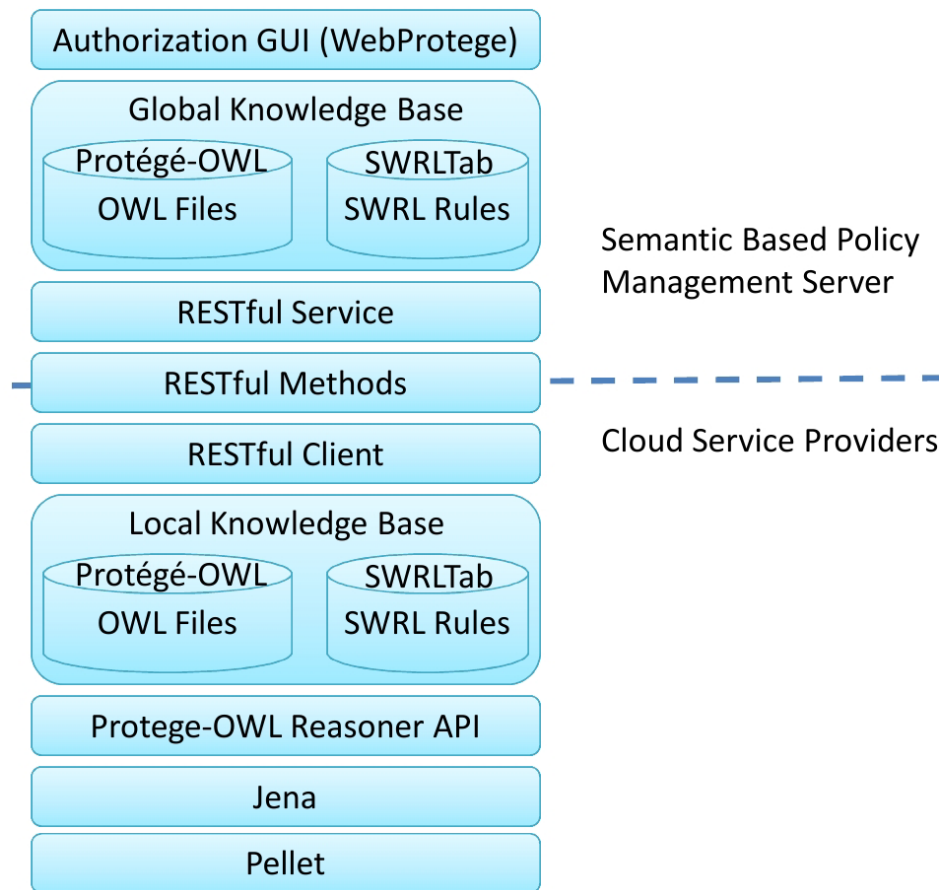 Authorization GUI (WebProtege)
Global Knowledge Base
Protégé-OWL
OWL Files
SWRLTab
SWRL Rules
Semantic Based Policy
Management Server
RESTful Service
RESTful Methods
RESTful Client
Cloud Service Providers
Local Knowledge Base
Protégé-OWL
OWL Files
SWRLTab
SWRL Rules
Protege-OWL Reasoner API
Jena
Pellet